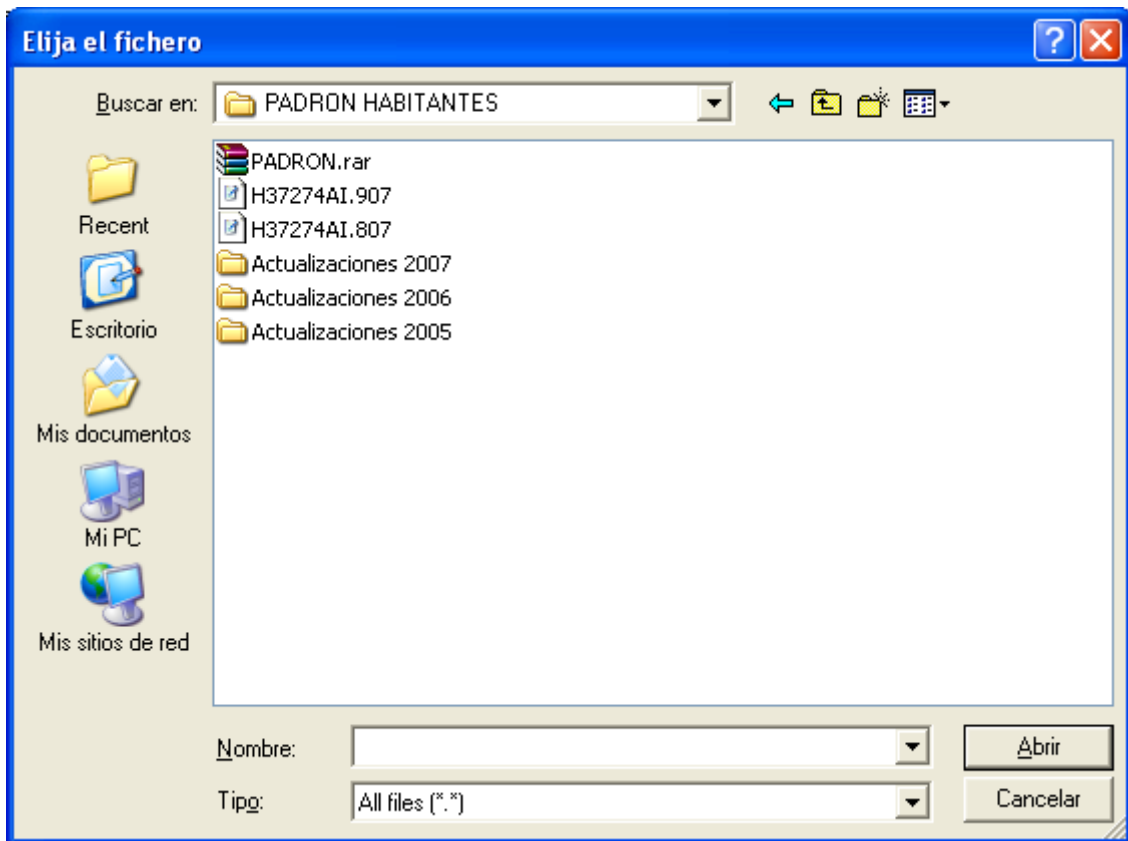 Elija el fichero
Buscar en: PADRON HABITANTES
PADRON.rar
H37274AI.907
H37274AI.807
Actualizaciones 2007
Actualizaciones 2006
Actualizaciones 2005
Recent
Escritorio
Mis documentos
Mi PC
Mis sitios de red
Nombre: Abrir
Tipo: All files (*.*) Cancelar